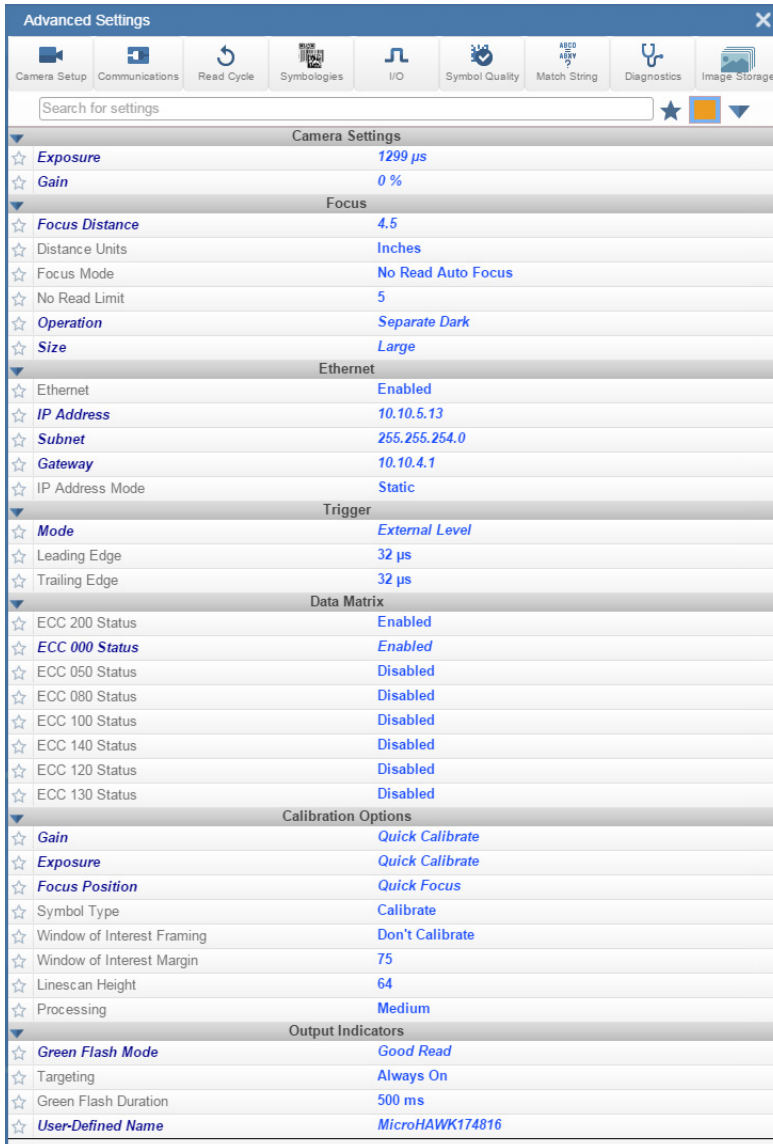 Advanced Settings
Camera Setup Communications Read Cycle Symbologies I/O Symbol Quality Match String Diagnostics Image Storage
Search for settings
Camera Settings
Exposure 1299 µs
Gain 0 %
Focus
Focus Distance 4.5
Distance Units Inches
Focus Mode No Read Auto Focus
No Read Limit 5
Operation Separate Dark
Size Large
Ethernet
Ethernet Enabled
IP Address 10.10.5.13
Subnet 255.255.254.0
Gateway 10.10.4.1
IP Address Mode Static
Trigger
Mode External Level
Leading Edge 32 µs
Trailing Edge 32 µs
Data Matrix
ECC 200 Status Enabled
ECC 000 Status Enabled
ECC 050 Status Disabled
ECC 080 Status Disabled
ECC 100 Status Disabled
ECC 140 Status Disabled
ECC 120 Status Disabled
ECC 130 Status Disabled
Calibration Options
Gain Quick Calibrate
Exposure Quick Calibrate
Focus Position Quick Focus
Symbol Type Calibrate
Window of Interest Framing Don't Calibrate
Window of Interest Margin 75
Linescan Height 64
Processing Medium
Output Indicators
Green Flash Mode Good Read
Targeting Always On
Green Flash Duration 500 ms
User-Defined Name MicroHAWK174816